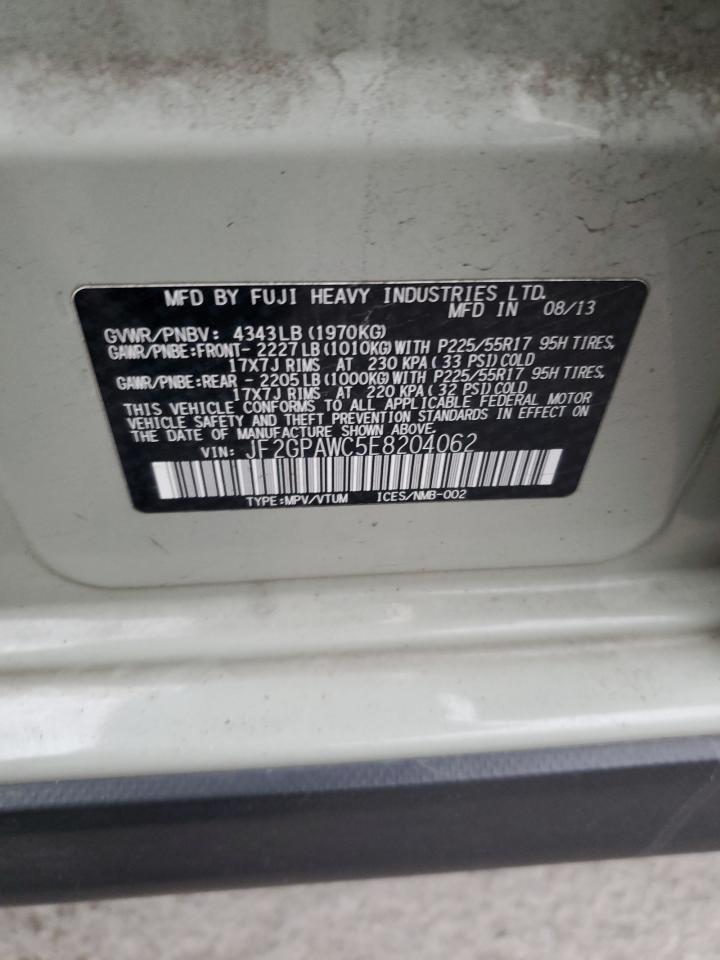 MFD BY FUJI HEAVY INDUSTRIES LTD.
MFD IN 08/13
GVWR/PNBV: 4343LB(1970KG)
GAWR/PNBE:FRONT- 2227LB(1010KG)WITH P225/55R17 95H TIRES,
17X7J RIMS AT 230 KPA(33 PSI)COLD
GAWR/PNBE:REAR - 2205LB(1000KG)WITH P225/55R17 95H TIRES,
17X7J RIMS AT 220 KPA(32 PSI)COLD
THIS VEHICLE CONFORMS TO ALL APPLICABLE FEDERAL MOTOR
VEHICLE SAFETY AND THEFT PREVENTION STANDARDS IN EFFECT ON
THE DATE OF MANUFACTURE SHOWN ABOVE.
VIN: JF2GPAWC5E8204062
TYPE:MPV/VTUM ICES/NMB-002